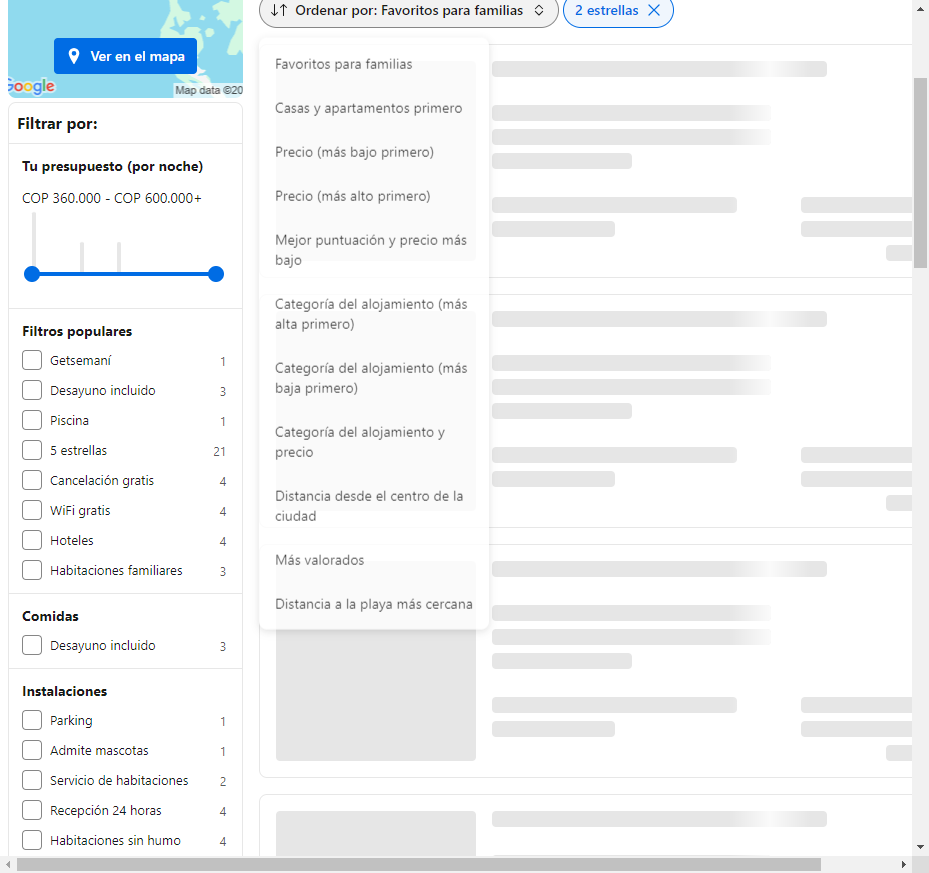 Ordenar por: Favoritos para familias
2 estrellas
Ver en el mapa
Google
Map data ©20
Filtrar por:
Tu presupuesto (por noche)
COP 360.000 - COP 600.000+
Filtros populares
Getsemaní 1
Desayuno incluido 3
Piscina 1
5 estrellas 21
Cancelación gratis 4
WiFi gratis 4
Hoteles 4
Habitaciones familiares 3
Comidas
Desayuno incluido 3
Instalaciones
Parking 1
Admite mascotas 1
Servicio de habitaciones 2
Recepción 24 horas 4
Habitaciones sin humo 4
Favoritos para familias
Casas y apartamentos primero
Precio (más bajo primero)
Precio (más alto primero)
Mejor puntuación y precio más
bajo
Categoría del alojamiento (más
alta primero)
Categoría del alojamiento (más
baja primero)
Categoría del alojamiento y
precio
Distancia desde el centro de la
ciudad
Más valorados
Distancia a la playa más cercana